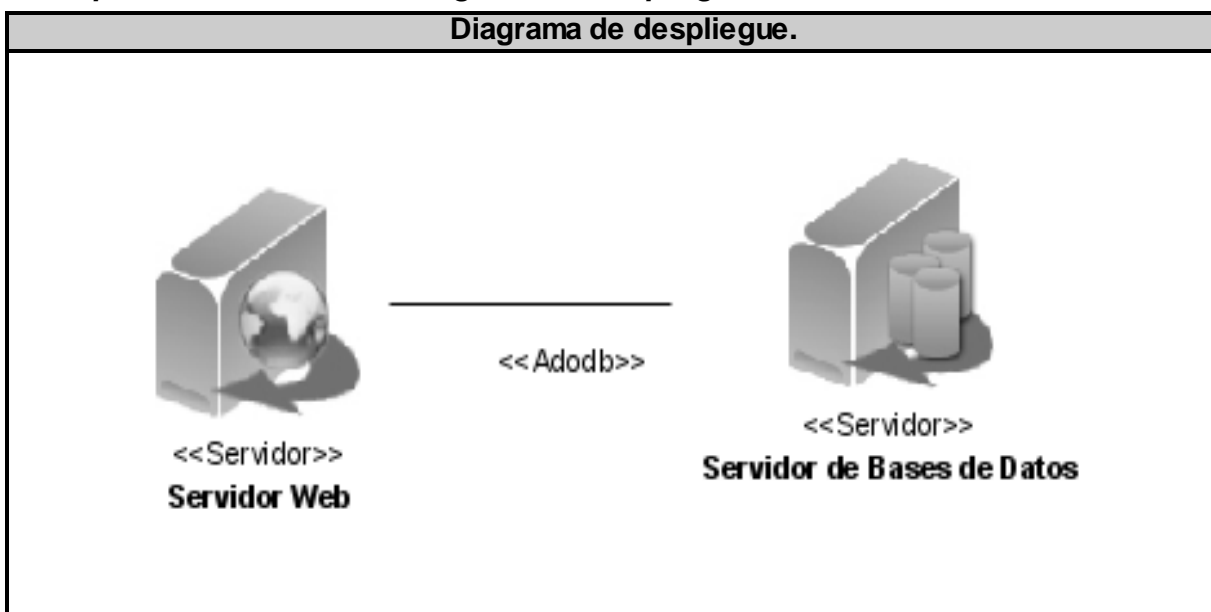 Diagrama de despliegue.
<<Adodb>>
<<Servidor>>
Servidor Web
<<Servidor>>
Servidor de Bases de Datos